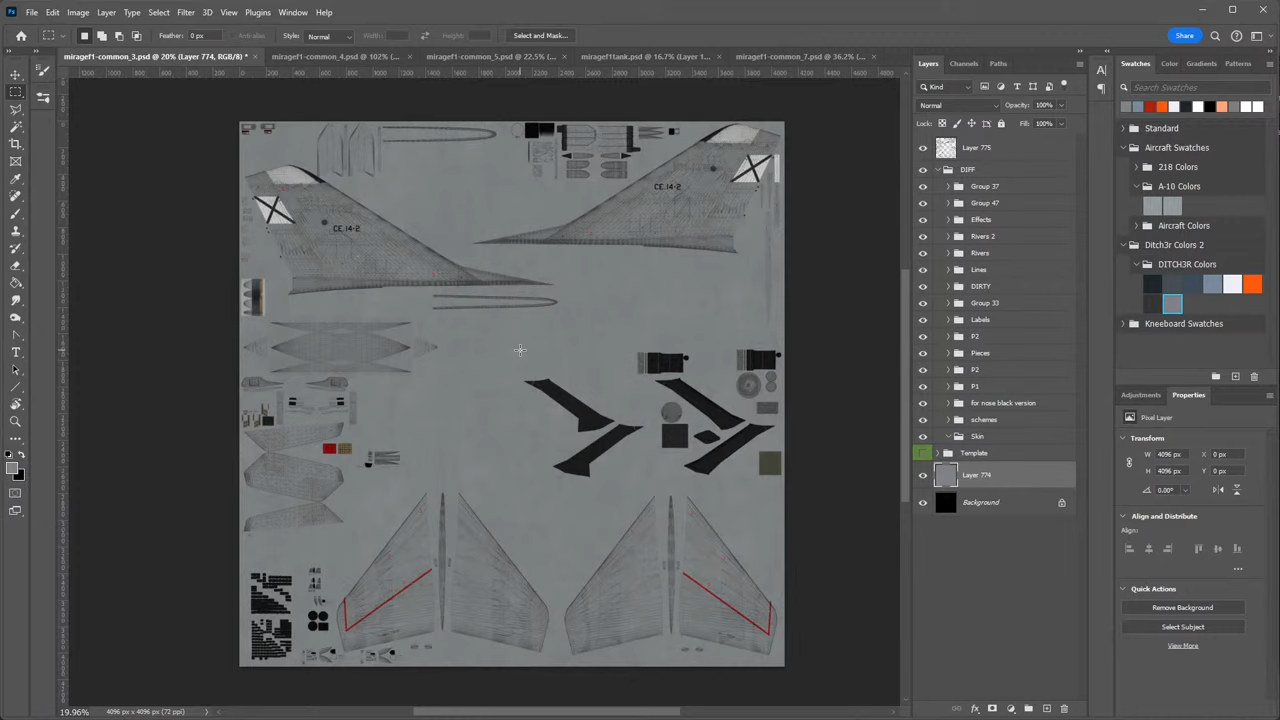 File Edit Image Layer Type Select Filter 3D View Plugins Window Help
Feather: 0 px Anti-alias Style: Normal Width: Height: Select and Mask... Share
miragef1-common_3.psd @ 20% (Layer 774, RGB/8) * × miragef1-common_4.psd @ 102% (... × miragef1-common_5.psd @ 22.5% (... × miragef1tank.psd @ 16.7% (Layer 1... × miragef1-common_7.psd @ 36.2% (... ×
CE.14-2
CE.14-2
19.96% 4096 px x 4096 px (72 ppi)
Layers Channels Paths
Kind
Normal Opacity: 100%
Lock: Fill: 100%
Layer 775
DIFF
Group 37
Group 47
Effects
Rivers 2
Rivers
Lines
DIRTY
Group 33
Labels
P2
Pieces
P2
P1
for nose black version
schemes
Skin
Template
Layer 774
Background
Swatches Color Gradients Patterns
Search Swatches
Standard
Aircraft Swatches
218 Colors
A-10 Colors
Aircraft Colors
Ditch3r Colors 2
DITCH3R Colors
Kneeboard Swatches
Adjustments Properties
Pixel Layer
Transform
W 4096 px X 0 px
H 4096 px Y 0 px
0.00°
Align and Distribute
Align:
Quick Actions
Remove Background
Select Subject
View More